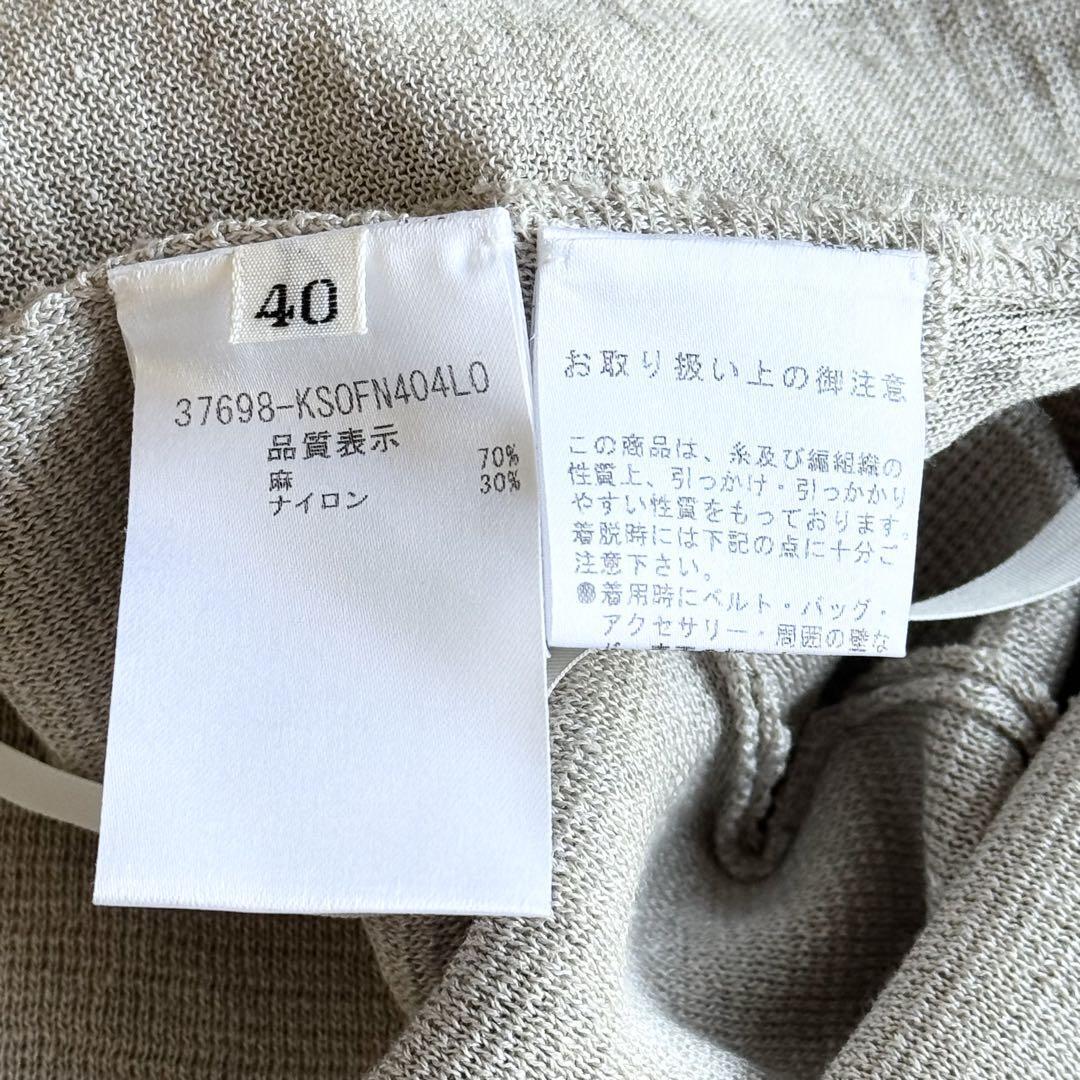 40
37698-KSOFN404LO
品質表示
麻 70%
ナイロン 30%
お取り扱い上の御注意
この商品は、糸及び編組織の
性質上、引っかけ・引っかかり
やすい性質をもっております。
着脱時には下記の点に十分ご
注意下さい。
●着用時にベルト・バッグ・
アクセサリー・周囲の壁な